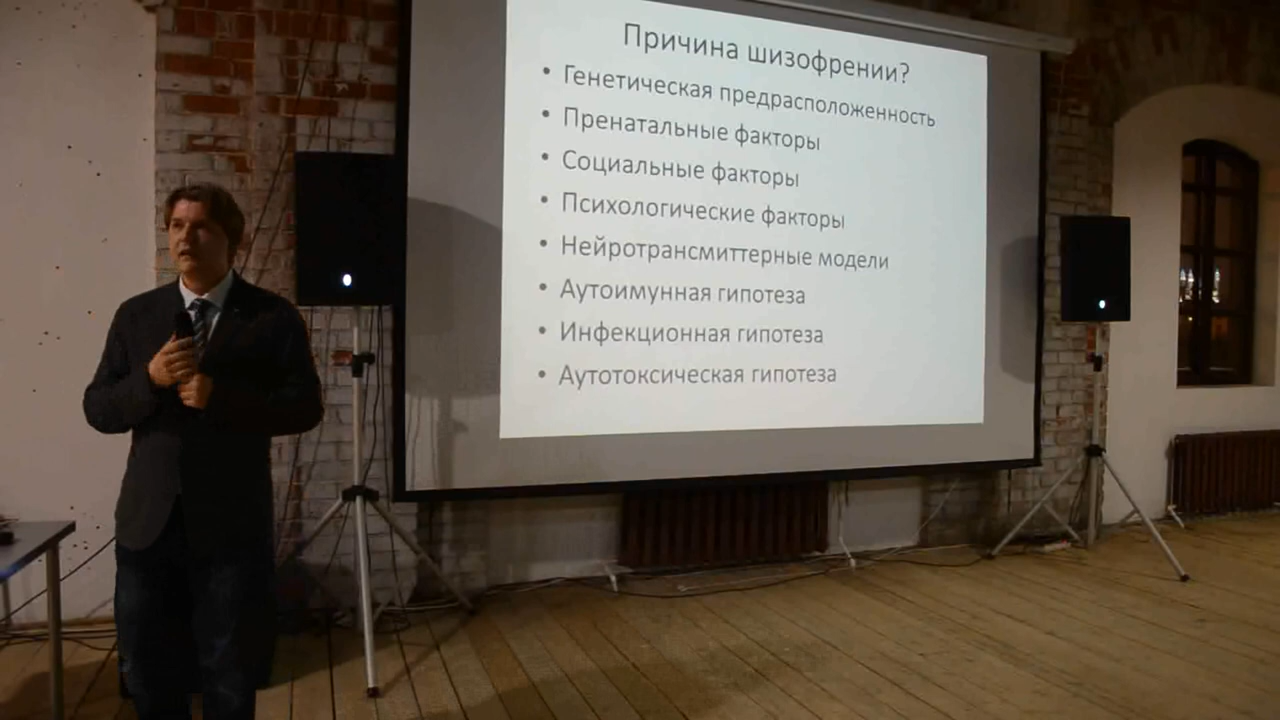 Причина шизофрении?
• Генетическая предрасположенность
• Пренатальные факторы
• Социальные факторы
• Психологические факторы
• Нейротрансмиттерные модели
• Аутоимунная гипотеза
• Инфекционная гипотеза
• Аутотоксическая гипотеза